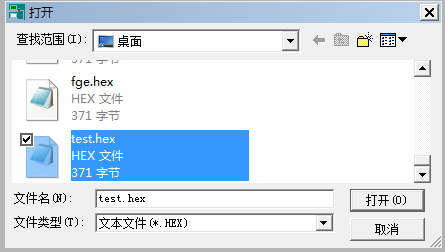 打开
查找范围(I):
桌面
371 字节
fge.hex
HEX 文件
371 字节
test.hex
HEX 文件
371 字节
文件名(N):
test.hex
打开(O)
文件类型(T):
文本文件(*.HEX)
取消